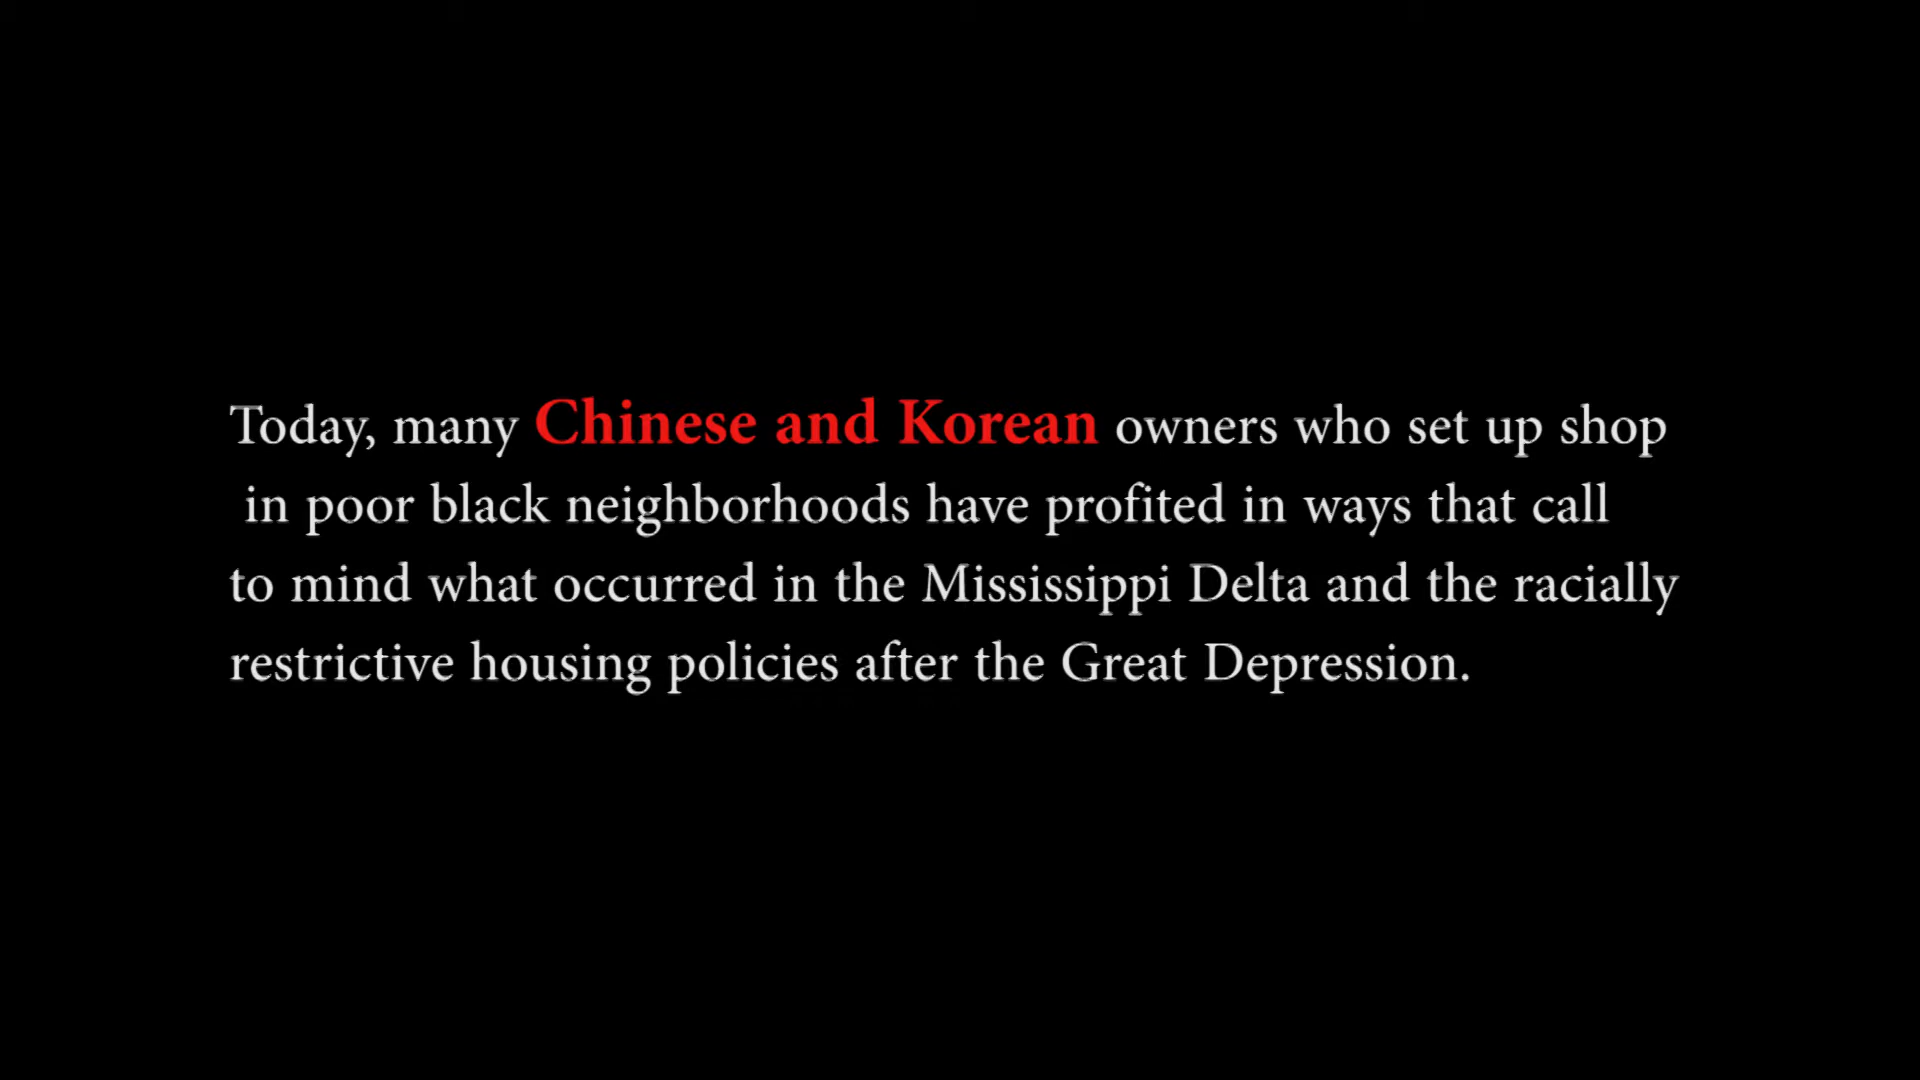 Today, many Chinese and Korean owners who set up shop
in poor black neighborhoods have profited in ways that call
to mind what occurred in the Mississippi Delta and the racially
restrictive housing policies after the Great Depression.